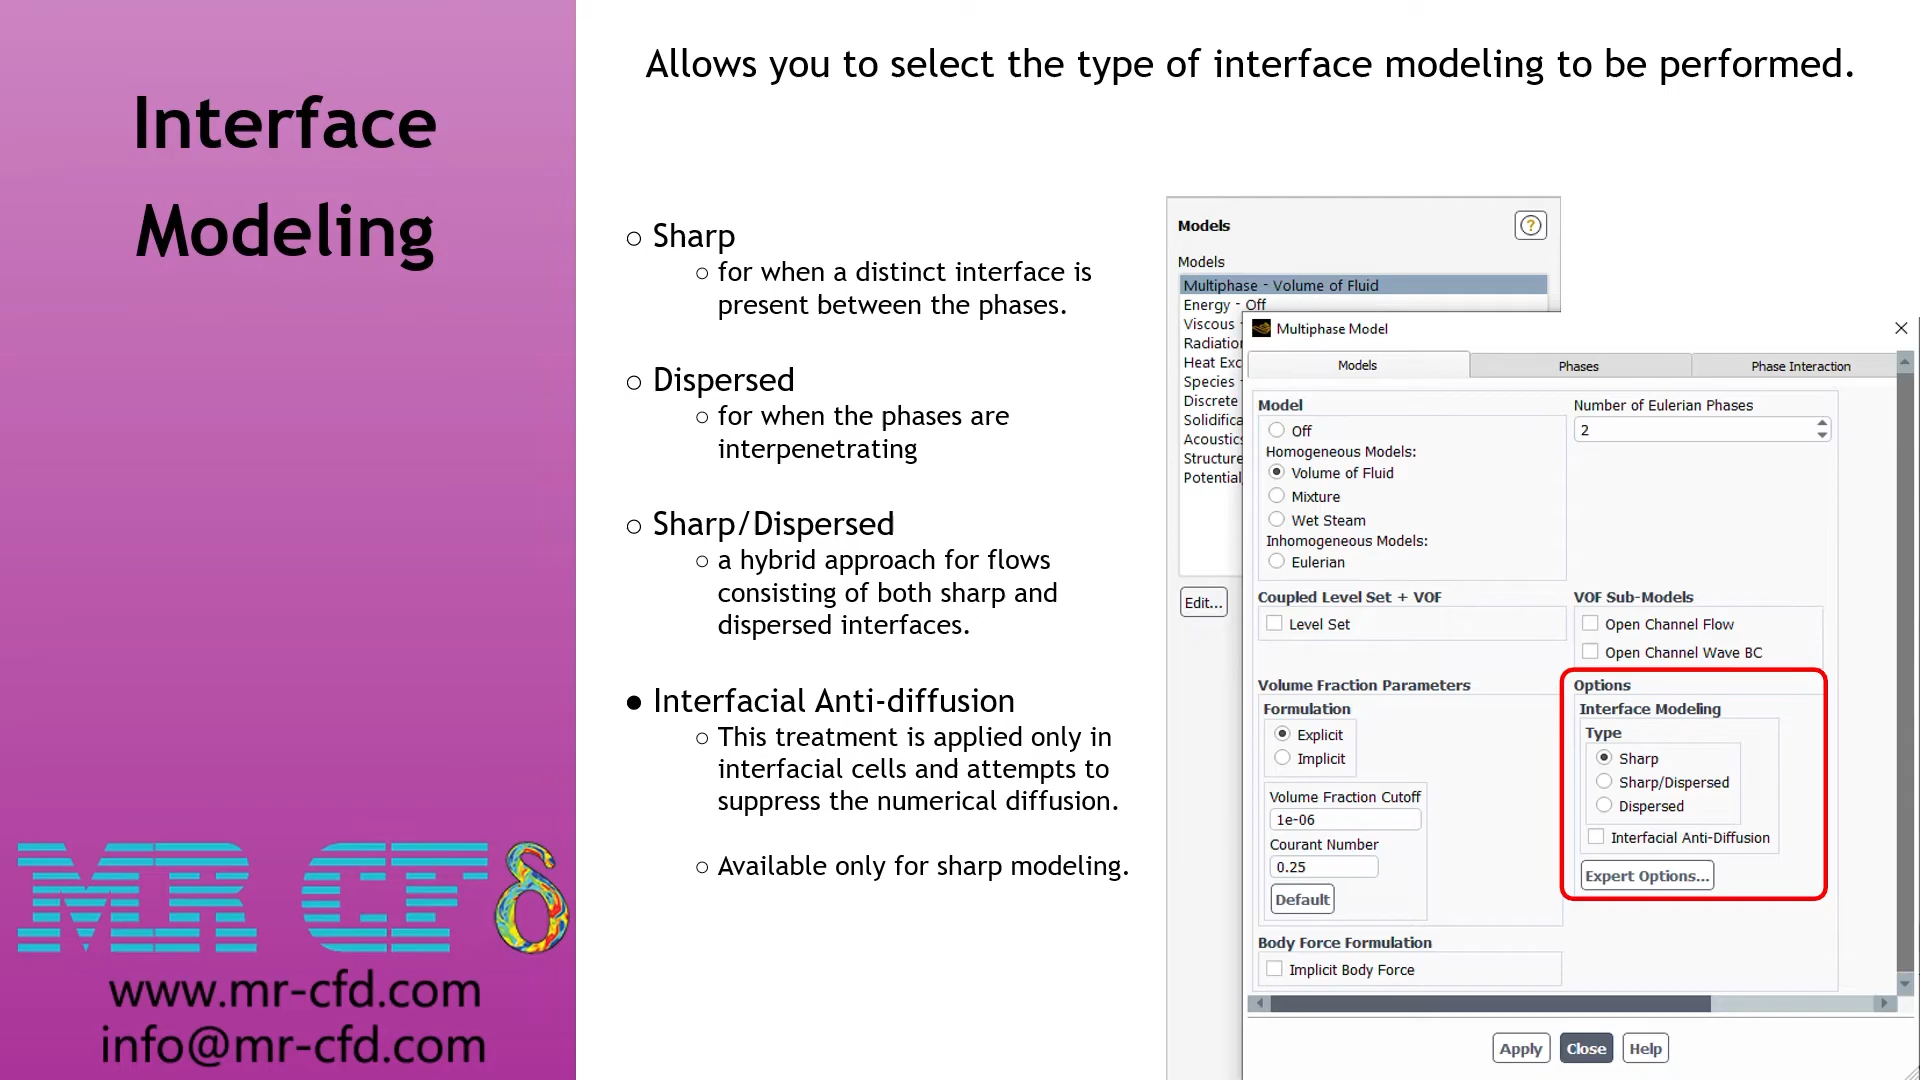 Interface
Modeling
Allows you to select the type of interface modeling to be performed.
○ Sharp
○ for when a distinct interface is
present between the phases.
○ Dispersed
○ for when the phases are
interpenetrating
○ Sharp/Dispersed
○ a hybrid approach for flows
consisting of both sharp and
dispersed interfaces.
● Interfacial Anti-diffusion
○ This treatment is applied only in
interfacial cells and attempts to
suppress the numerical diffusion.
○ Available only for sharp modeling.
Models
?
Models
Multiphase - Volume of Fluid
Energy - Off
Viscous -
Radiation
Heat Exc
Species -
Discrete
Solidifica
Acoustics
Structure
Potential
Edit...
Multiphase Model
Models
Phases
Phase Interaction
Model
Off
Homogeneous Models:
Volume of Fluid
Mixture
Wet Steam
Inhomogeneous Models:
Eulerian
Number of Eulerian Phases
2
Coupled Level Set + VOF
Level Set
VOF Sub-Models
Open Channel Flow
Open Channel Wave BC
Volume Fraction Parameters
Formulation
Explicit
Implicit
Volume Fraction Cutoff
1e-06
Courant Number
0.25
Default
Options
Interface Modeling
Type
Sharp
Sharp/Dispersed
Dispersed
Interfacial Anti-Diffusion
Expert Options...
Body Force Formulation
Implicit Body Force
Apply
Close
Help
MR CFδ
www.mr-cfd.com
info@mr-cfd.com